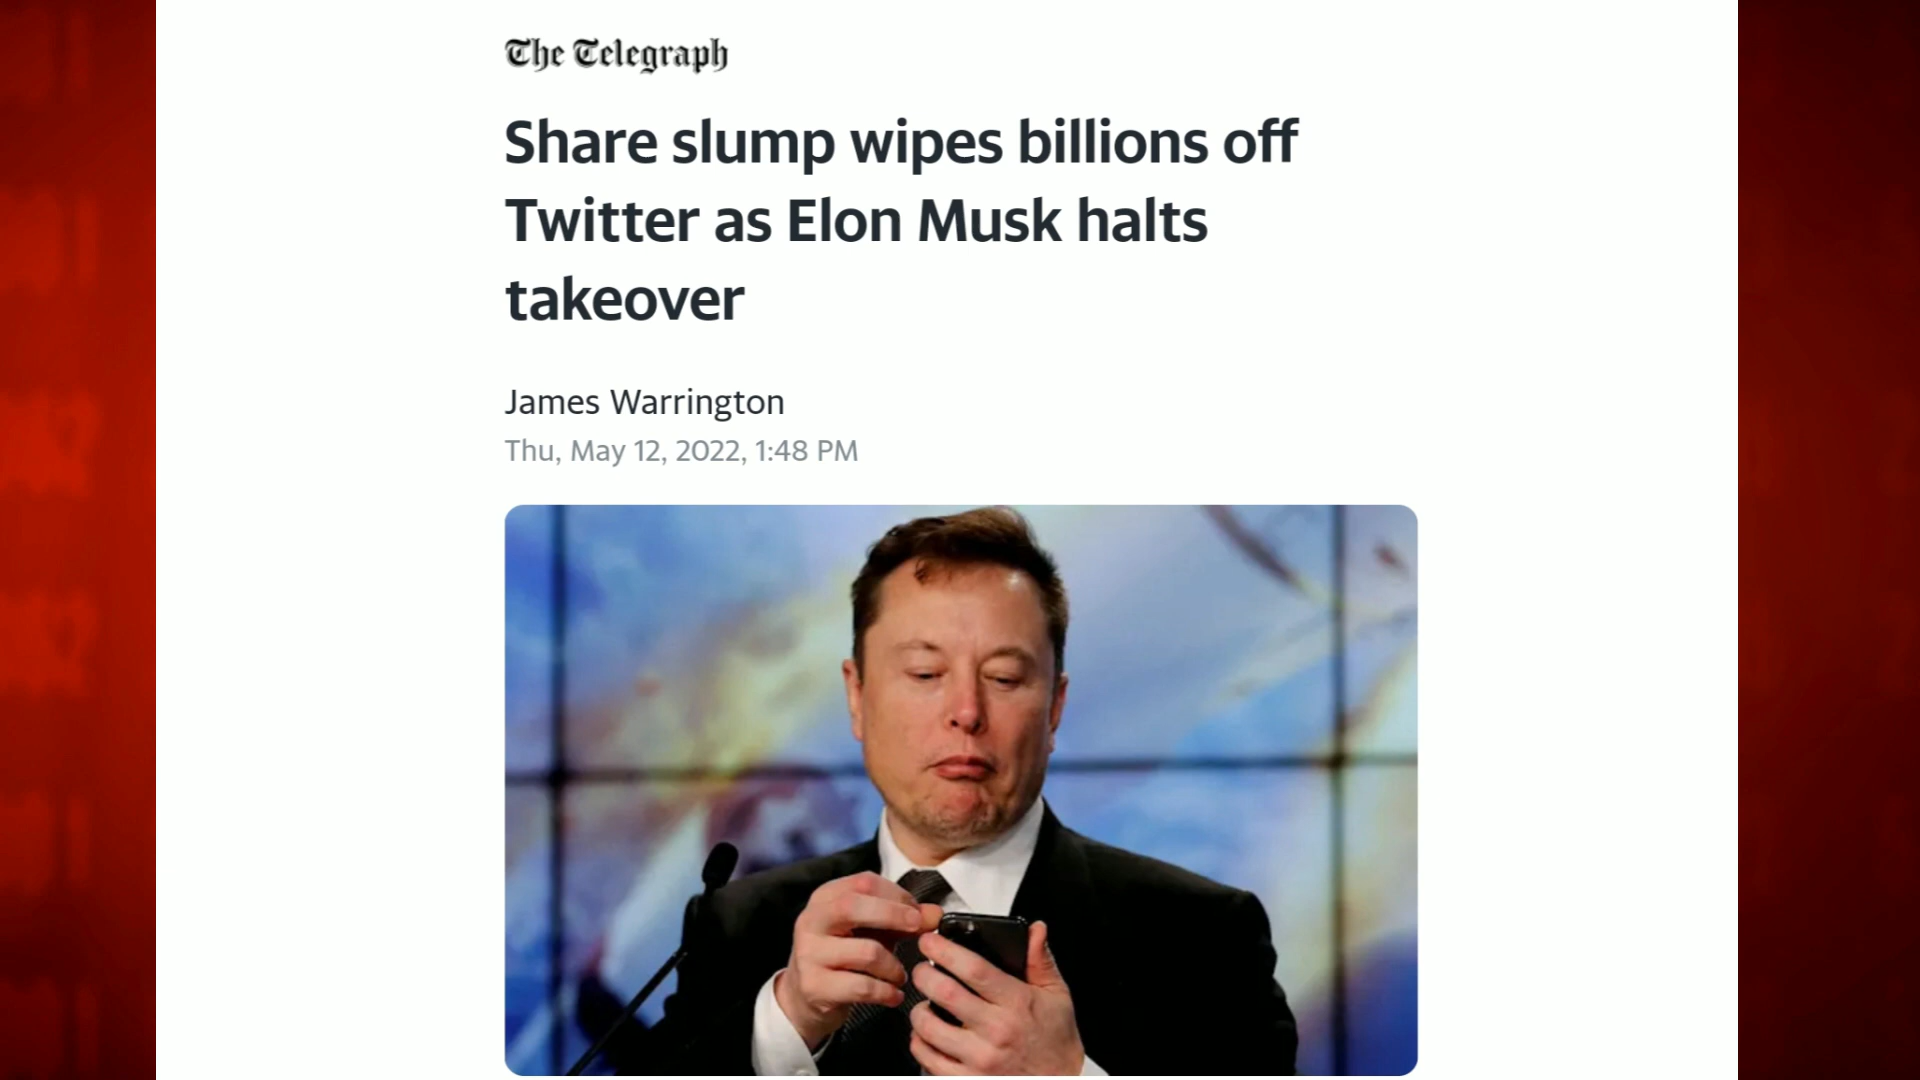 The Telegraph
Share slump wipes billions off
Twitter as Elon Musk halts
takeover
James Warrington
Thu, May 12, 2022, 1:48 PM